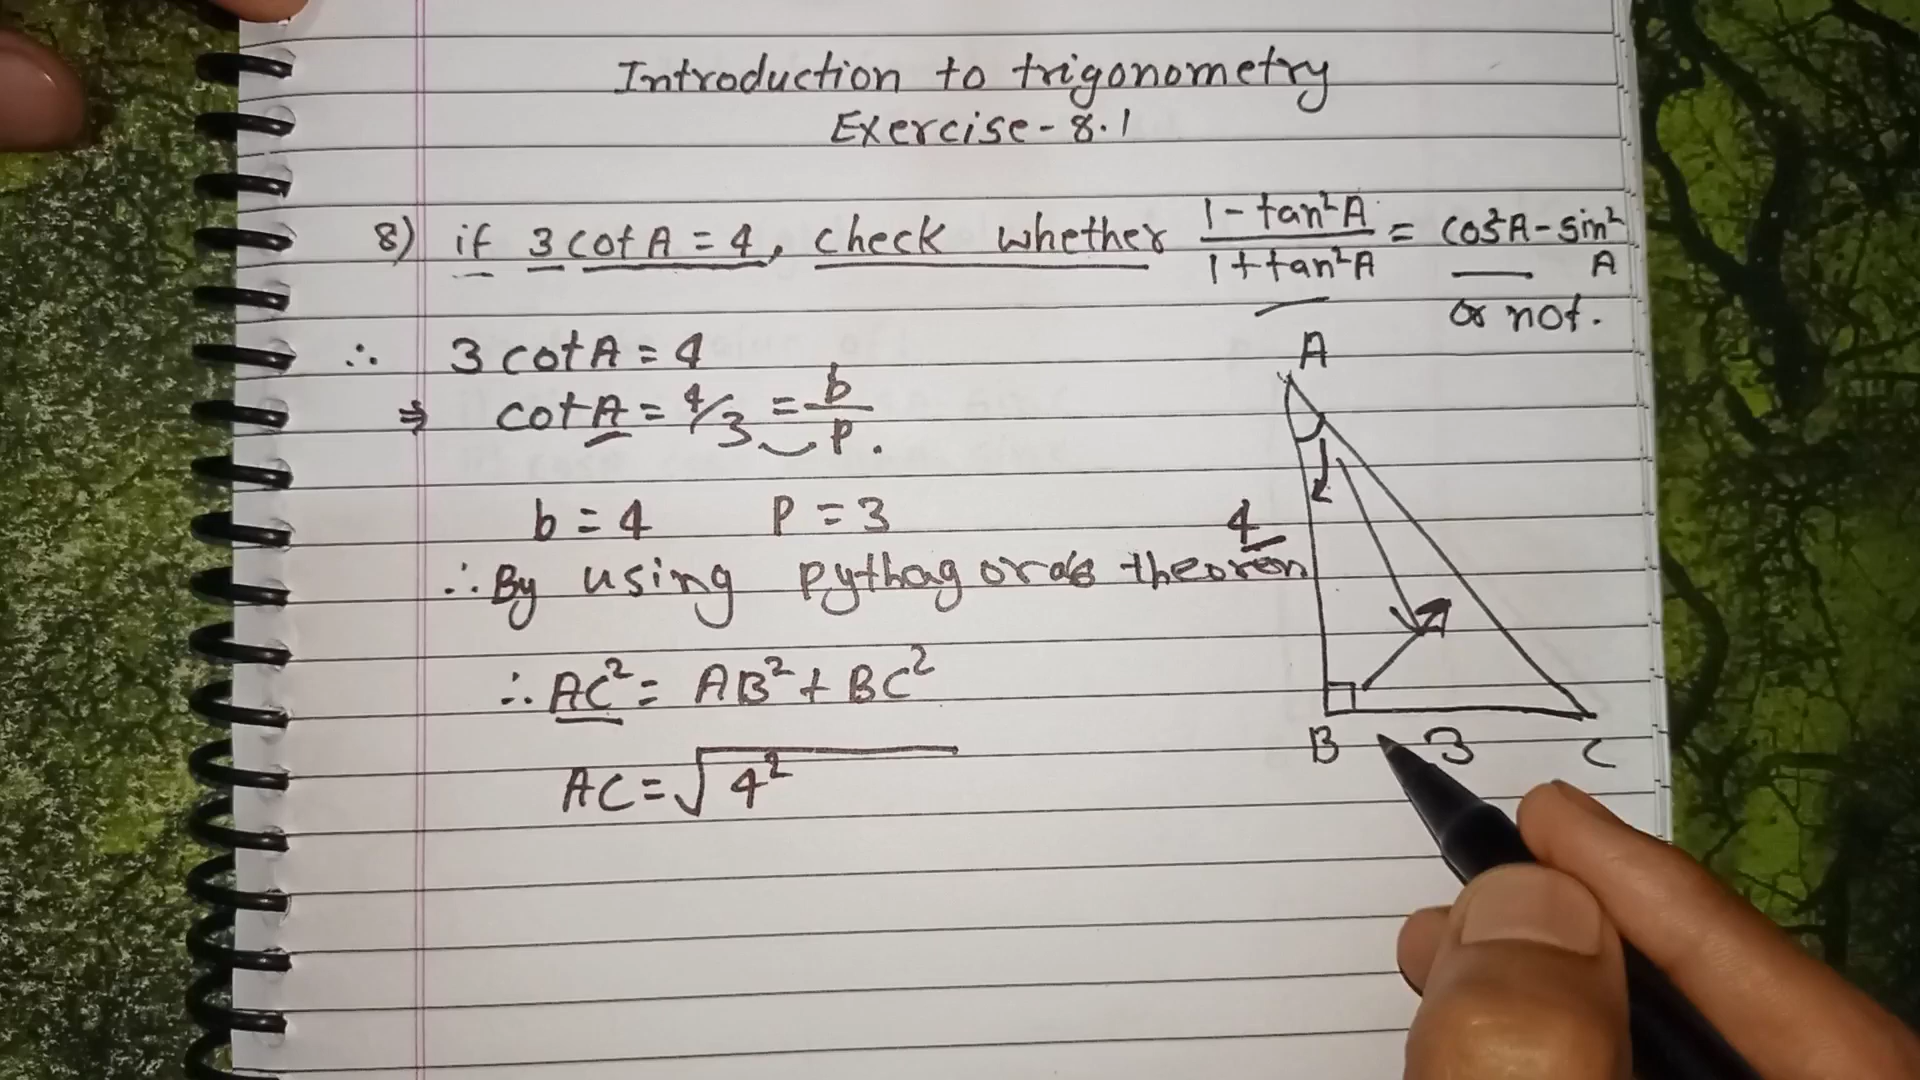 Introduction to trigonometry
Exercise-8.1
8) if 3 cot A = 4, check whether 1 - tan²A / 1 + tan²A = cos²A - sin² A
or not.
∴ 3 cot A = 4
⇒ cot A = 4/3 = b/P.
b = 4 P = 3
∴ By using pythagoras theorem
∴ AC² = AB² + BC²
AC = √4²
A
4
B 3 C